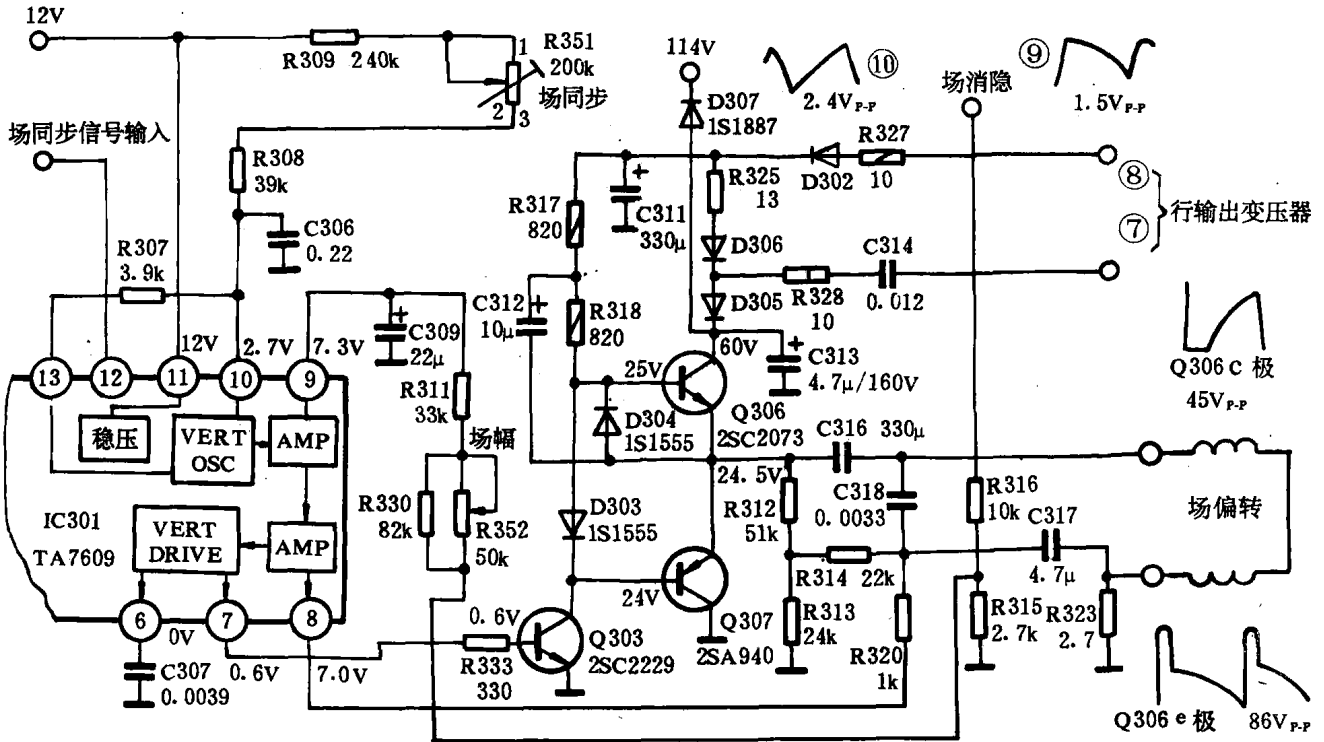 12V
R309 240k
1
R351
200k
场同步
2
3
114V
⑩
2.4VP-P
场消隐
⑨
1.5VP-P
场同步信号输入
R308
39k
D307
1S1887
R327
10
D302
⑧
⑦
行输出变压器
R307
3.9k
C306
0.22
R317
820
C311
330μ
R325
13
D306
C314
0.012
D305
R328
10
C312
10μ
R318
820
C309
22μ
12V
2.7V
7.3V
60V
C313
4.7μ/160V
Q306 c 极
45VP-P
13
12
11
10
9
R311
33k
25V
Q306
2SC2073
D304
1S1555
稳压
VERT
OSC
AMP
场幅
C316 330μ
24.5V
R330
82k
R352
50k
D303
1S1555
R312
51k
C318
0.0033
R316
10k
C317
4.7μ
场偏转
IC301
TA7609
VERT
DRIVE
AMP
R314 22k
24V
Q307
2SA940
R313
24k
R315
2.7k
R323
2.7
6
7
8
0V
0.6V
7.0V
0.6V
Q303
2SC2229
R333
330
R320
1k
C307
0.0039
Q306 e 极
86VP-P